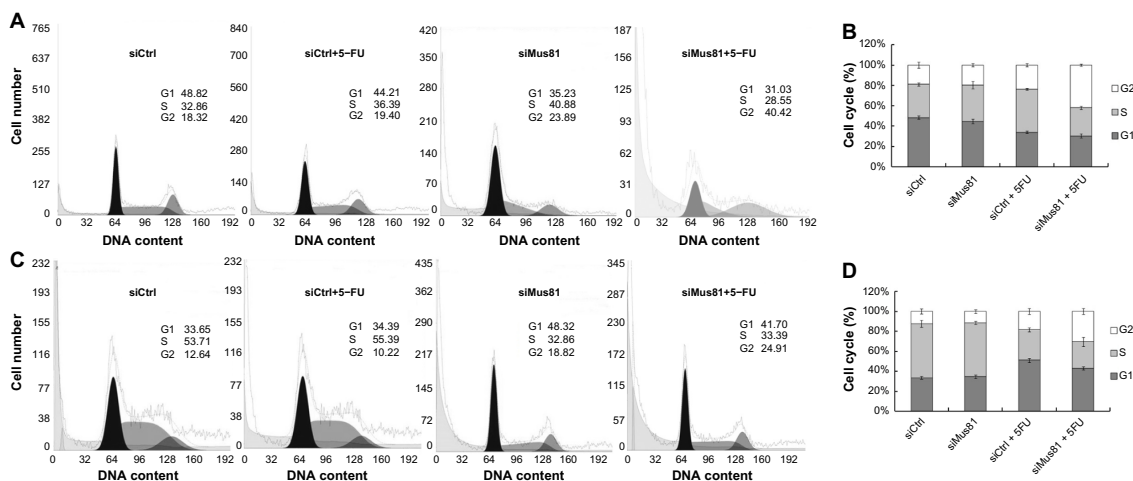 A
siCtrl
Cell number
765
637
510
382
255
127
0
G1 48.82
S 32.86
G2 18.32
0 32 64 96 128 160 192
DNA content
siCtrl+5−FU
840
700
560
420
280
140
0
G1 44.21
S 36.39
G2 19.40
0 32 64 96 128 160 192
DNA content
siMus81
420
350
280
210
140
70
0
G1 35.23
S 40.88
G2 23.89
0 32 64 96 128 160 192
DNA content
siMus81+5−FU
187
156
125
93
62
31
0
G1 31.03
S 28.55
G2 40.42
0 32 64 96 128 160 192
DNA content
B
Cell cycle (%)
120%
100%
80%
60%
40%
20%
0%
siCtrl
siMus81
siCtrl + 5FU
siMus81 + 5FU
G2
S
G1
C
siCtrl
Cell number
232
193
155
116
77
38
0
G1 33.65
S 53.71
G2 12.64
0 32 64 96 128 160 192
DNA content
siCtrl+5−FU
232
193
155
116
77
38
0
G1 34.39
S 55.39
G2 10.22
0 32 64 96 128 160 192
DNA content
siMus81
435
362
290
217
145
72
0
G1 48.32
S 32.86
G2 18.82
0 32 64 96 128 160 192
DNA content
siMus81+5−FU
345
287
230
172
115
57
0
G1 41.70
S 33.39
G2 24.91
0 32 64 96 128 160 192
DNA content
D
Cell cycle (%)
120%
100%
80%
60%
40%
20%
0%
siCtrl
siMus81
siCtrl + 5FU
siMus81 + 5FU
G2
S
G1